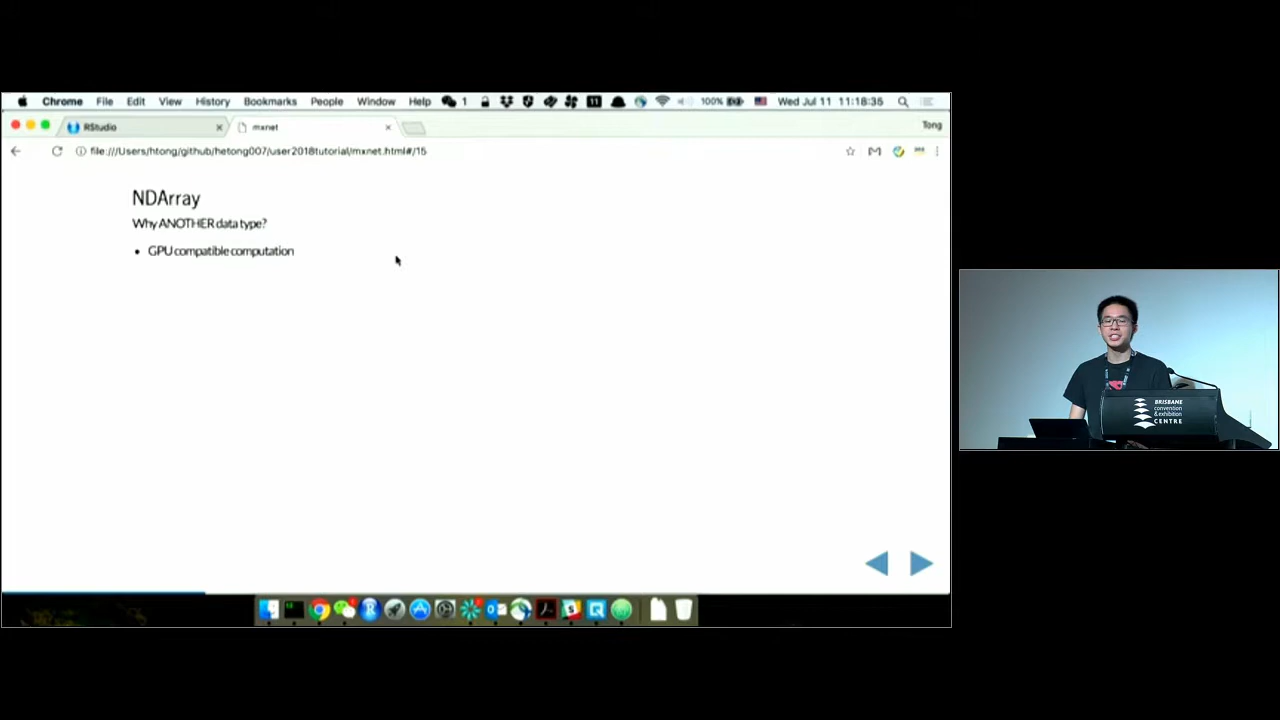 Chrome File Edit View History Bookmarks People Window Help 1 11 100% Wed Jul 11 11:18:35
RStudio mxnet Tong
file:///Users/htong/github/hetong007/user2018tutorial/mxnet.html#/15
NDArray
Why ANOTHER data type?
• GPU compatible computation
BRISBANE
convention
& exhibition
CENTRE